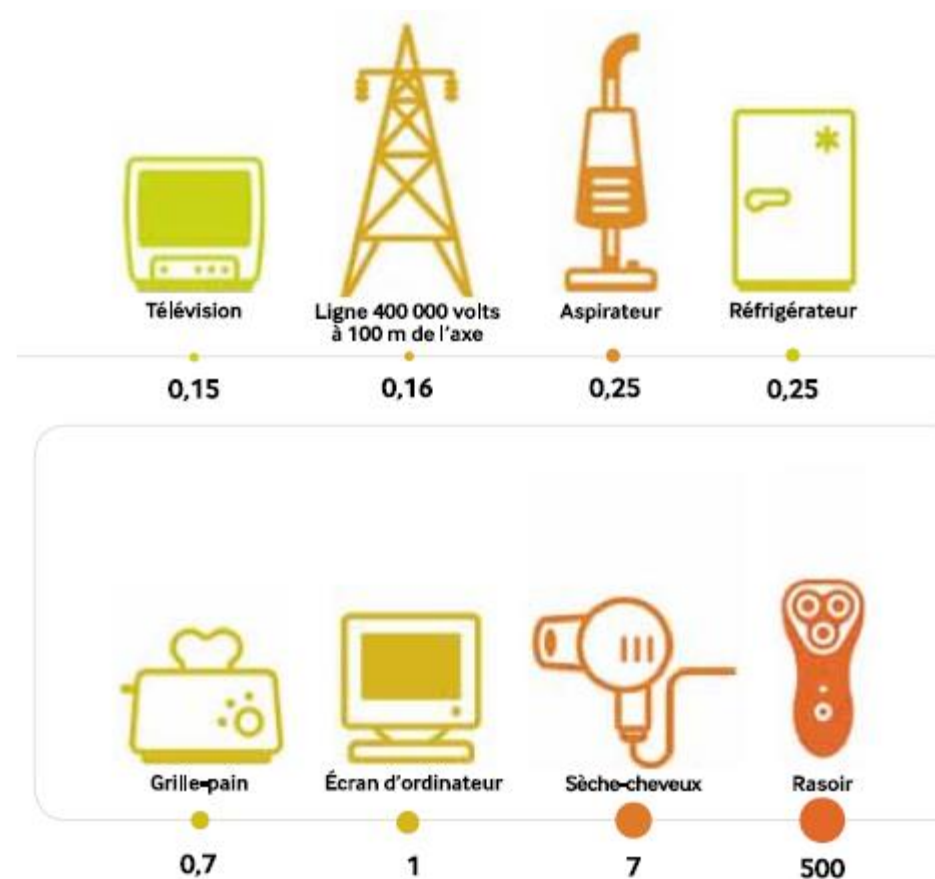 Télévision
Ligne 400 000 volts
à 100 m de l'axe
Aspirateur
Réfrigérateur
0,15
0,16
0,25
0,25
Grille-pain
Écran d'ordinateur
Sèche-cheveux
Rasoir
0,7
1
7
500